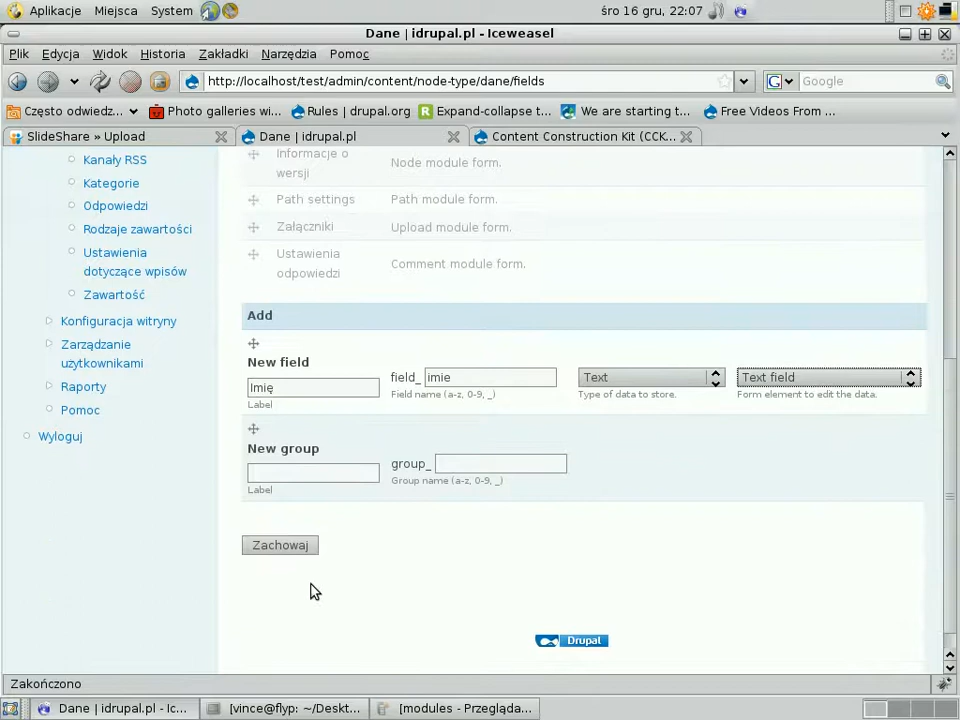 Aplikacje Miejsca System śro 16 gru, 22:07
Dane | idrupal.pl - Iceweasel
Plik Edycja Widok Historia Zakładki Narzędzia Pomoc
http://localhost/test/admin/content/node-type/dane/fields
Google
Często odwiedz... Photo galleries wi... Rules | drupal.org Expand-collapse t... We are starting t... Free Videos From ...
SlideShare » Upload Dane | idrupal.pl Content Construction Kit (CCK...
Kanały RSS
Kategorie
Odpowiedzi
Rodzaje zawartości
Ustawienia
dotyczące wpisów
Zawartość
Konfiguracja witryny
Zarządzanie
uzytkownikami
Raporty
Pomoc
Wyloguj
Informacje o
wersji
Node module form.
Path settings Path module form.
Załączniki Upload module form.
Ustawienia
odpowiedzi
Comment module form.
Add
New field
Imię
Label
field_ imie
Field name (a-z, 0-9, _)
Text
Type of data to store.
Text field
Form element to edit the data.
New group
Label
group_
Group name (a-z, 0-9, _)
Zachowaj
Drupal
Zakończono
Dane | idrupal.pl - Ic... [vince@flyp: ~/Deskt... [modules - Przegląda...